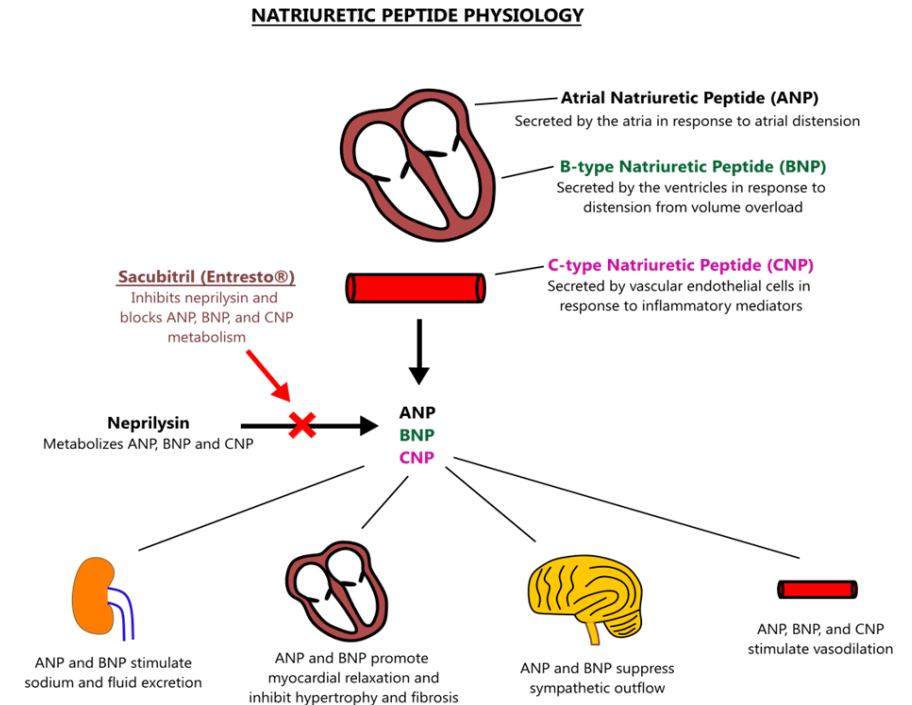 NATRIURETIC PEPTIDE PHYSIOLOGY
Atrial Natriuretic Peptide (ANP)
Secreted by the atria in response to atrial distension
B-type Natriuretic Peptide (BNP)
Secreted by the ventricles in response to
distension from volume overload
C-type Natriuretic Peptide (CNP)
Secreted by vascular endothelial cells in
response to inflammatory mediators
Sacubitril (Entresto®)
Inhibits neprilysin and
blocks ANP, BNP, and CNP
metabolism
Neprilysin
Metabolizes ANP, BNP and CNP
ANP
BNP
CNP
ANP and BNP stimulate
sodium and fluid excretion
ANP and BNP promote
myocardial relaxation and
inhibit hypertrophy and fibrosis
ANP and BNP suppress
sympathetic outflow
ANP, BNP, and CNP
stimulate vasodilation